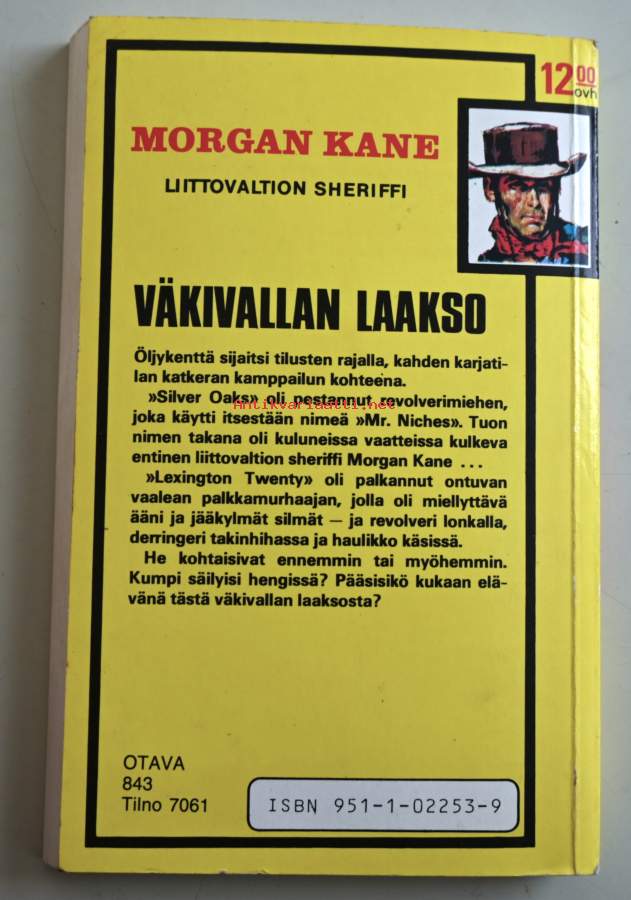 12.00
ovh
MORGAN KANE
LIITTOVALTION SHERIFFI
VÄKIVALLAN LAAKSO
Öljykenttä sijaitsi tilusten rajalla, kahden karjati-
lan katkeran kamppailun kohteena.
»Silver Oaks» oli pestannut revolverimiehen,
Antikvariaatti.net
joka käytti itsestään nimeä »Mr. Niches». Tuon
nimen takana oli kuluneissa vaatteissa kulkeva
entinen liittovaltion sheriffi Morgan Kane ...
»Lexington Twenty» oli palkannut ontuvan
vaalean palkkamurhaajan, jolla oli miellyttävä
ääni ja jääkylmät silmät — ja revolveri lonkalla,
derringeri takinhihassa ja haulikko käsissä.
He kohtaisivat ennemmin tai myöhemmin.
Kumpi säilyisi hengissä? Pääsisikö kukaan elä-
vänä tästä väkivallan laaksosta?
OTAVA
843
Tilno 7061
ISBN 951-1-02253-9